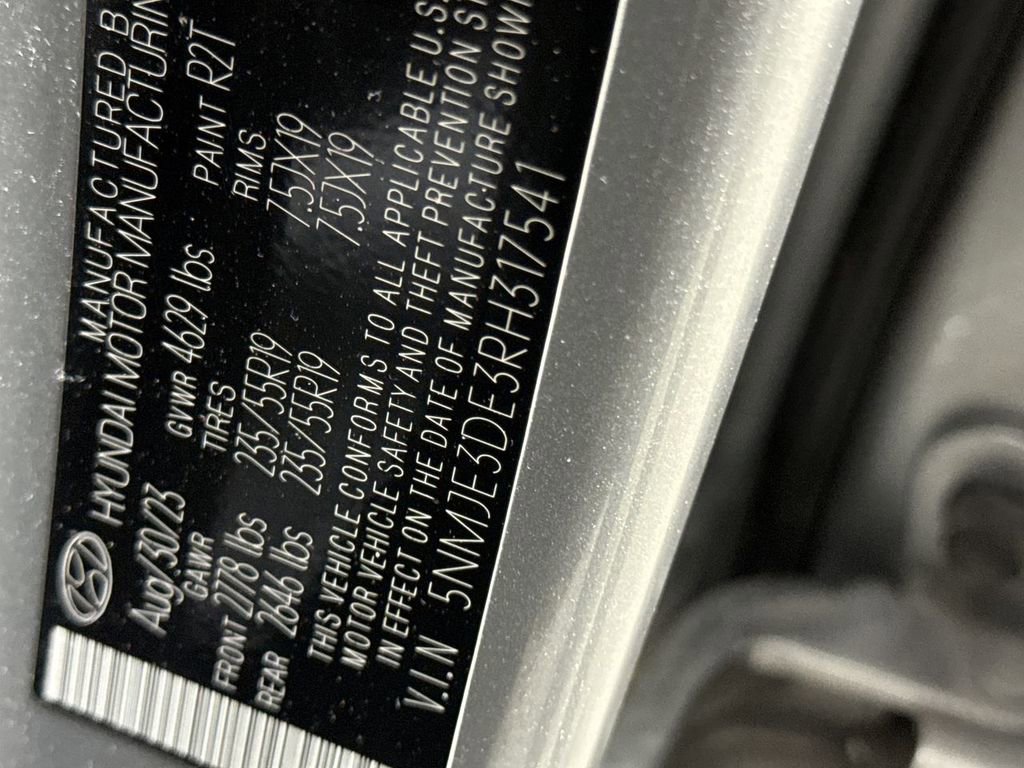 MANUFACTURED B
HYUNDAI MOTOR MANUFACTURIN
Aug/30/23 GVWR 4629 lbs PAINT R2T
GAWR TIRES RIMS
FRONT 2778 lbs 235/55R19 7.5JX19
REAR 2646 lbs 235/55R19 7.5JX19
THIS VEHICLE CONFORMS TO ALL APPLICABLE U.S
MOTOR VEHICLE SAFETY AND THEFT PREVENTION ST
IN EFFECT ON THE DATE OF MANUFACTURE SHOWN
V.I.N 5NMJE3DE3RH317541